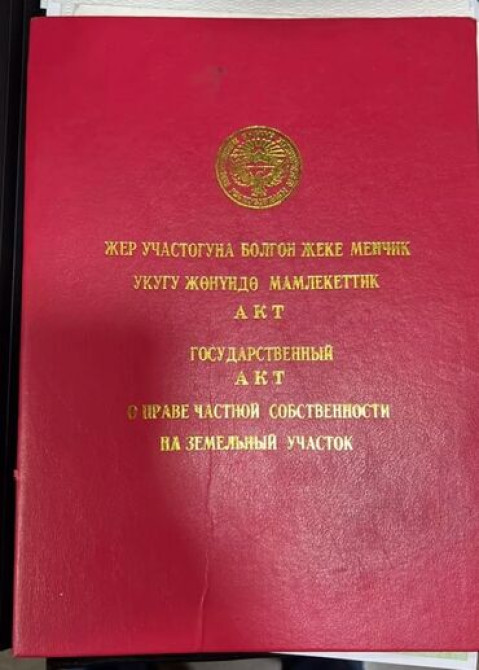 ЖЕР УЧАСТОГУНА БОЛГОН ЖЕКЕ МЕНЧИК
УКУГУ ЖӨНҮНДӨ МАМЛЕКЕТТИК
АКТ
ГОСУДАРСТВЕННЫЙ
АКТ
О ПРАВЕ ЧАСТНОЙ СОБСТВЕННОСТИ
НА ЗЕМЕЛЬНЫЙ УЧАСТОК